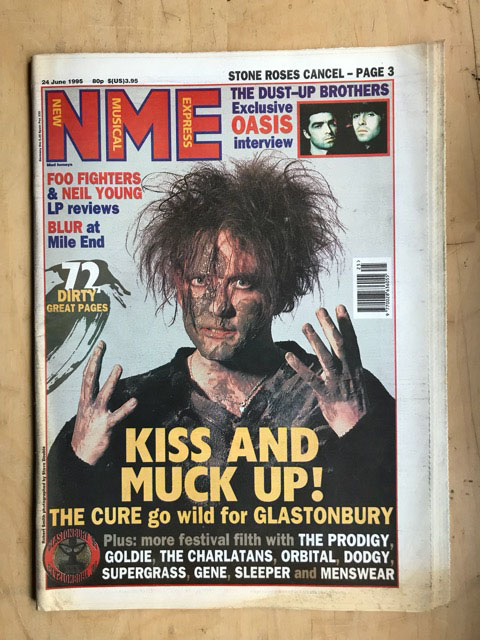 24 June 1995 80p $(US)3.95
STONE ROSES CANCEL – PAGE 3
NME
NEW
MUSICAL
EXPRESS
THE DUST-UP BROTHERS
Exclusive
OASIS
interview
FOO FIGHTERS
& NEIL YOUNG
LP reviews
BLUR at
Mile End
72
DIRTY
GREAT PAGES
KISS AND
MUCK UP!
THE CURE go wild for GLASTONBURY
Plus: more festival filth with THE PRODIGY,
GOLDIE, THE CHARLATANS, ORBITAL, DODGY,
SUPERGRASS, GENE, SLEEPER and MENSWEAR